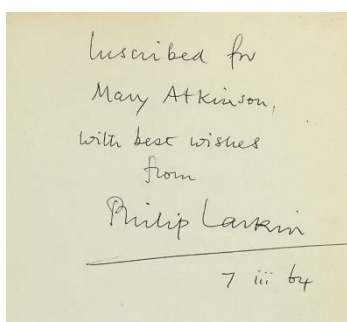 Inscribed for
Mary Atkinson,
with best wishes
from
Philip Larkin
7 iii 64